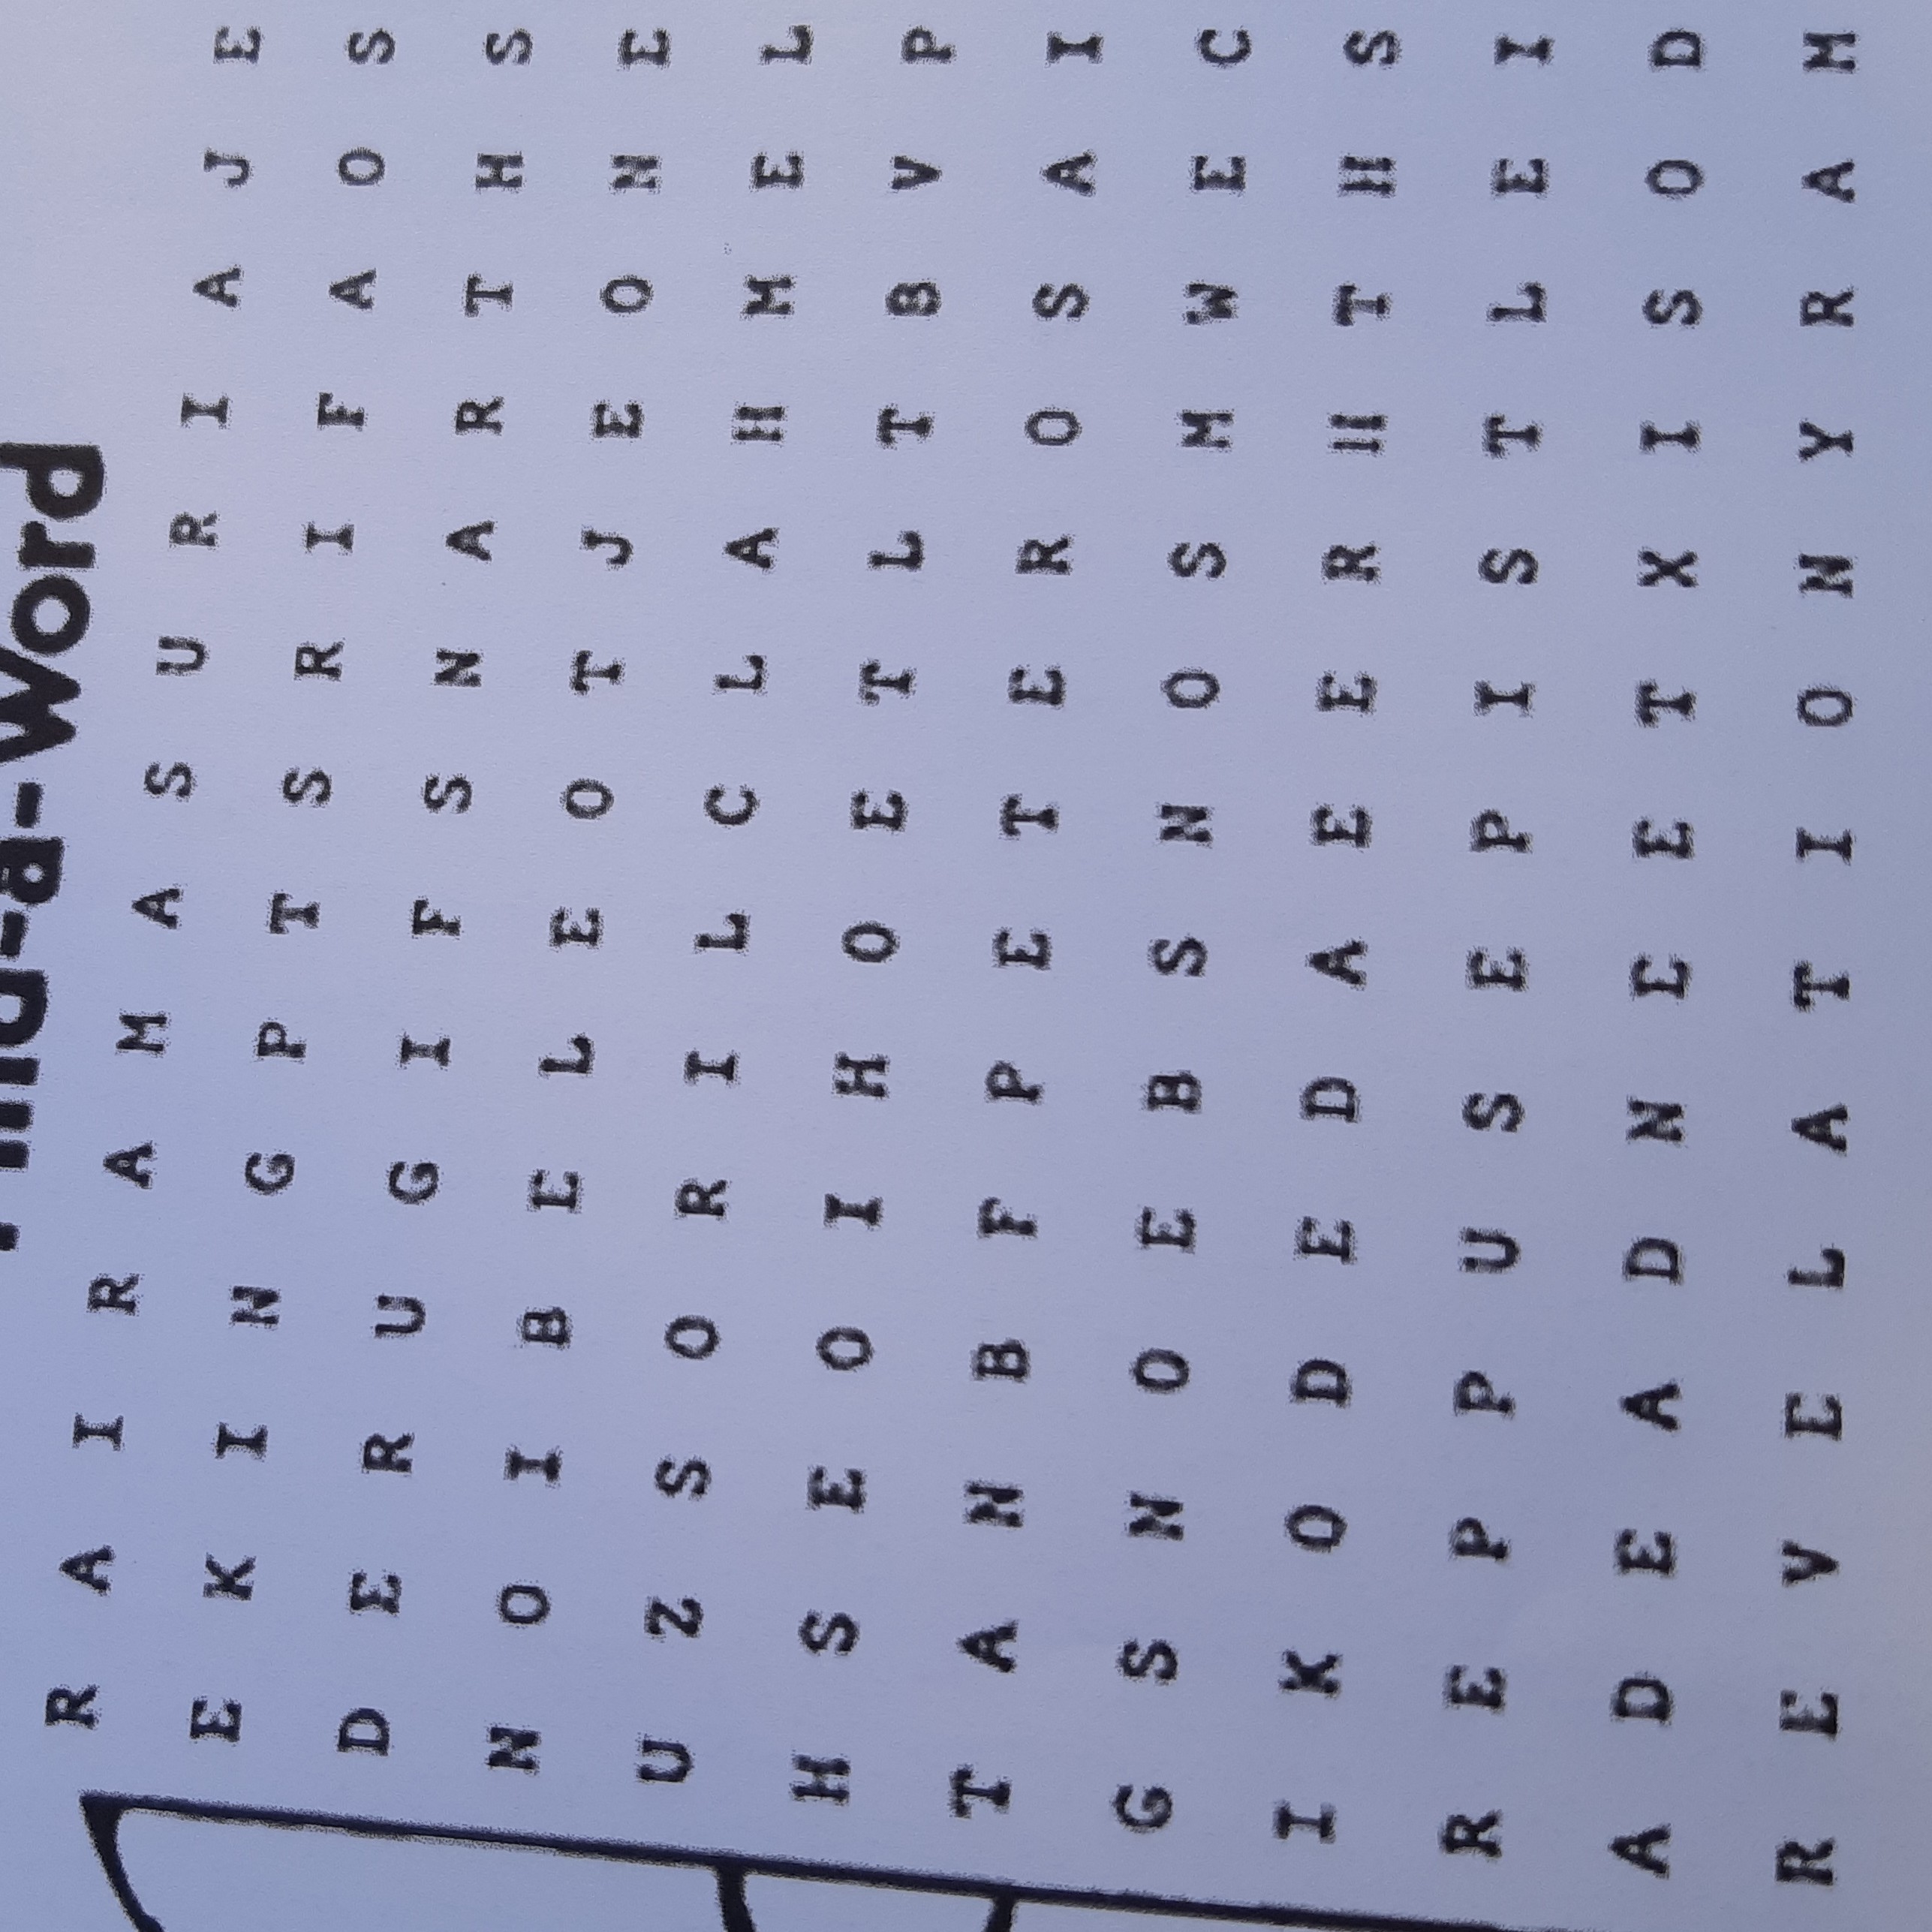 Find-a-Word
R A I R A M A S U R I A J E
E K I N G P T S R I F A O S
D E R U G I F S N A R T H S
N O I B E L E O T J E O N E
U Z S O R I L C L A H M E L
H S E O I H O E T L T B V P
T A N B F P E T E R O S A I
G S N O E B S N O S M W E C
I K O D E D A E E R H T H S
R E P P U S E P I S T L E I
A D E A D N E E T X I S O D
R E V E L A T I O N Y R A M